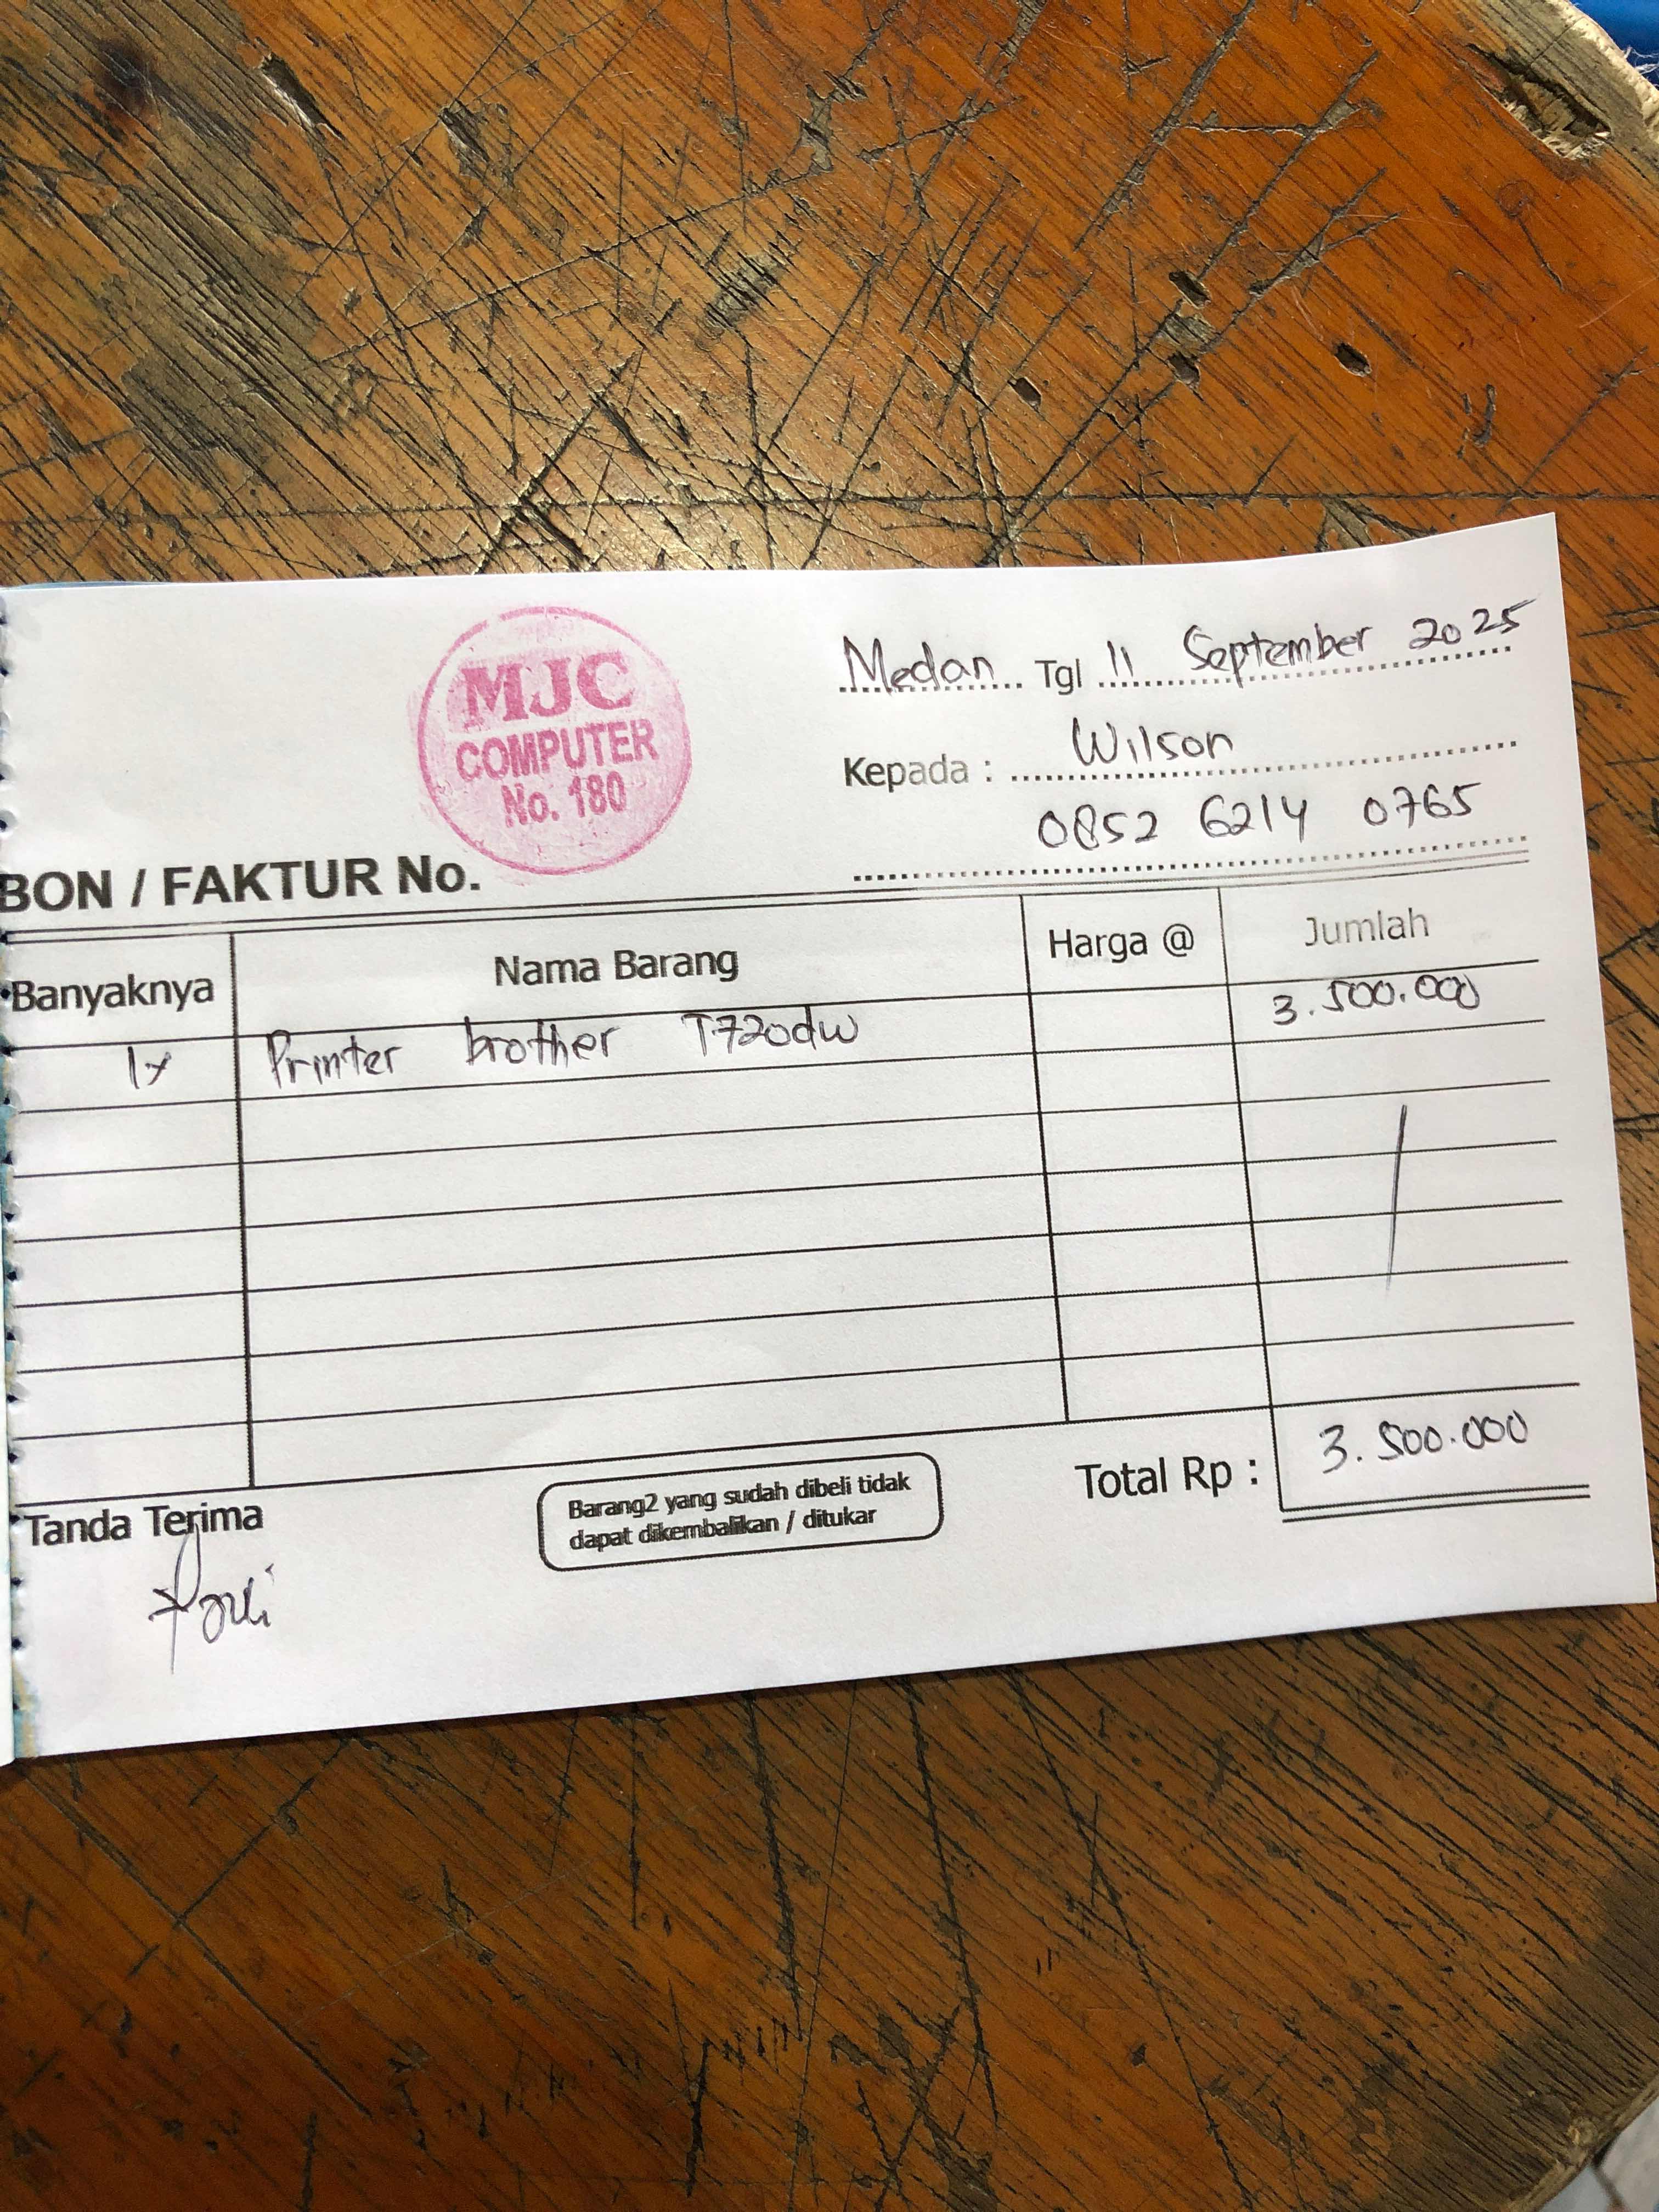 MJC
COMPUTER
No. 180
Medan Tgl 11 September 2025
Kepada : Wilson
0852 6214 0765
BON / FAKTUR No.
Banyaknya Nama Barang Harga @ Jumlah
1x Printer brother T720dw 3.500.000
Total Rp : 3.500.000
Tanda Terima
Barang2 yang sudah dibeli tidak
dapat dikembalikan / ditukar